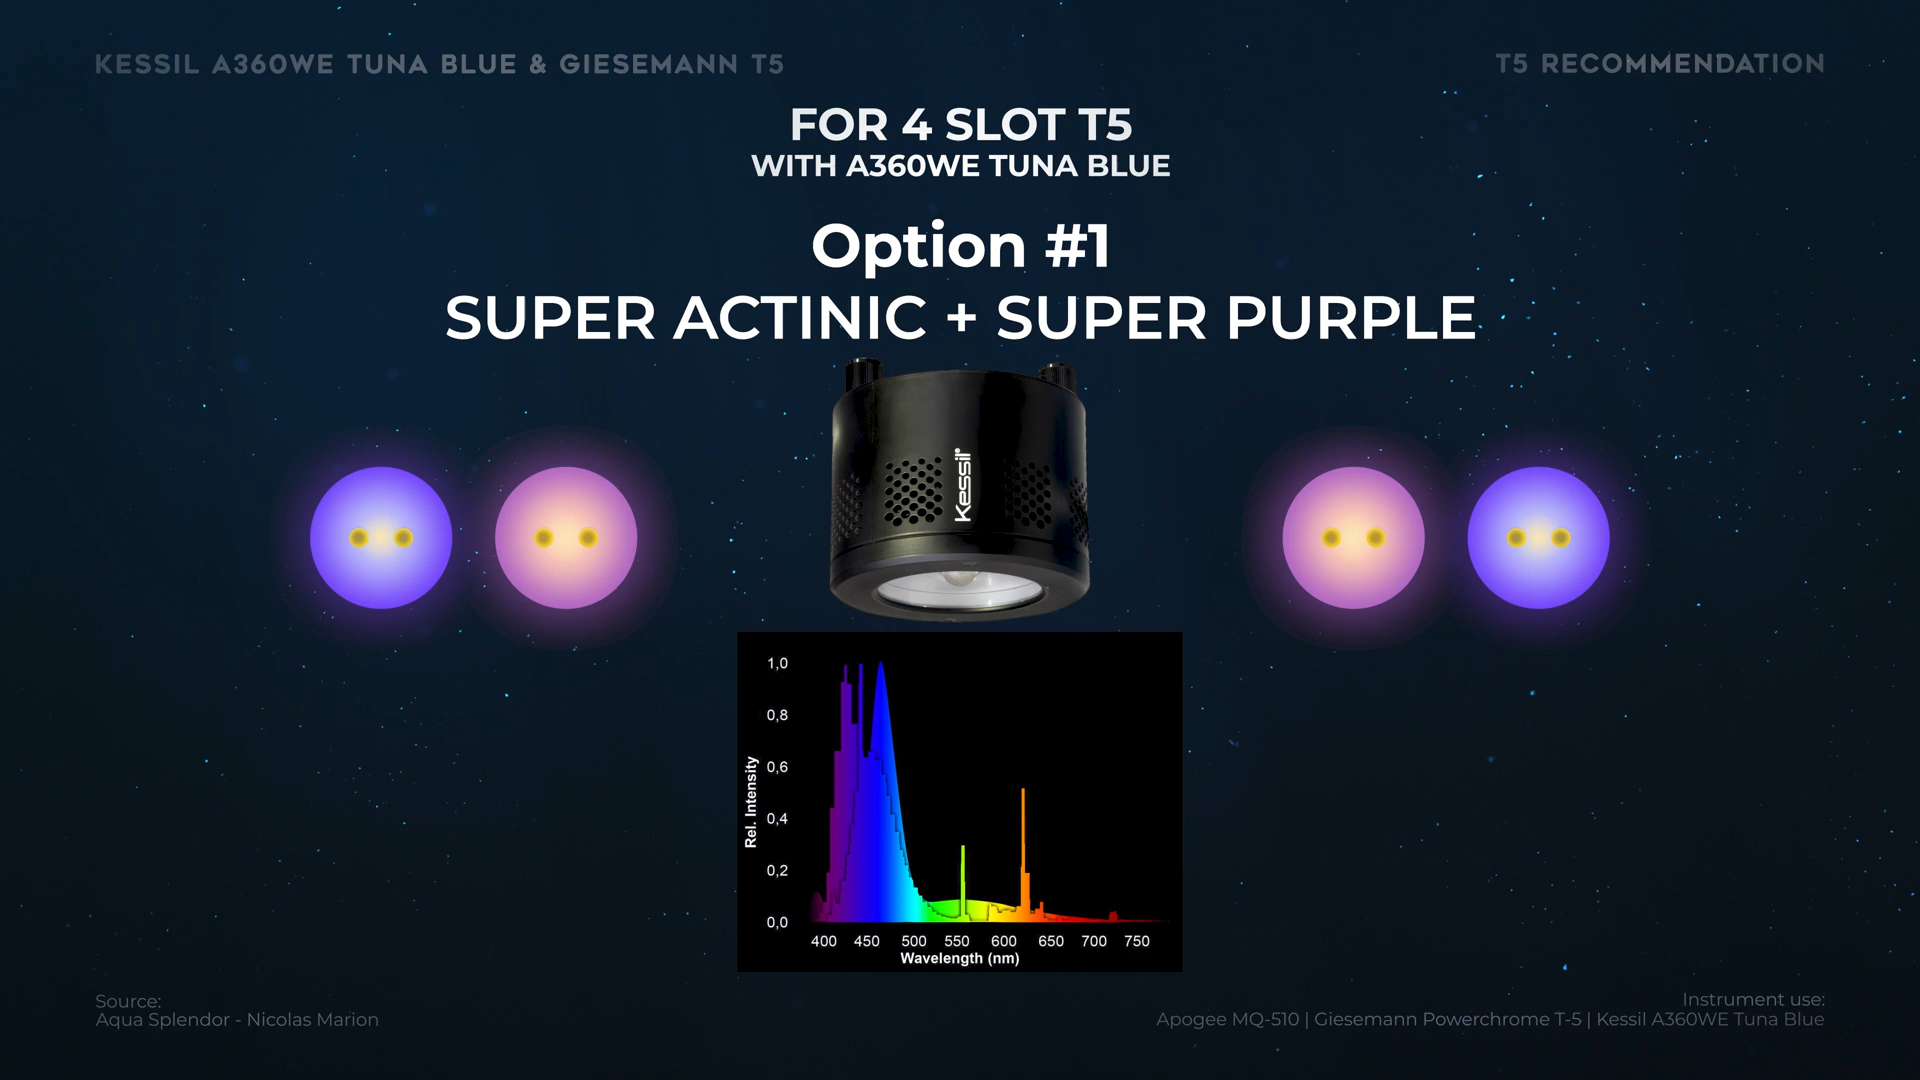 KESSIL A360WE TUNA BLUE & GIESEMANN T5
T5 RECOMMENDATION
FOR 4 SLOT T5
WITH A360WE TUNA BLUE
Option #1
SUPER ACTINIC + SUPER PURPLE
Kessil®
1,0
0,8
0,6
0,4
0,2
0,0
Rel. Intensity
400 450 500 550 600 650 700 750
Wavelength (nm)
Source:
Aqua Splendor - Nicolas Marion
Instrument use:
Apogee MQ-510 | Giesemann Powerchrome T-5 | Kessil A360WE Tuna Blue